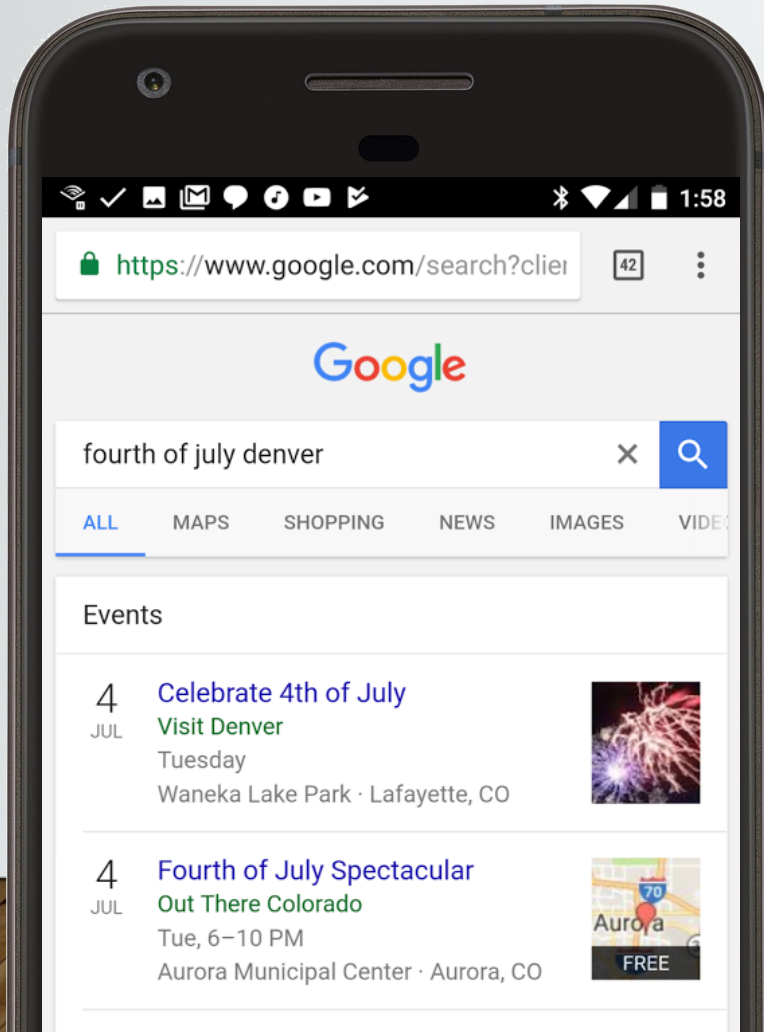 1:58
https://www.google.com/search?clier
42
Google
fourth of july denver
ALL MAPS SHOPPING NEWS IMAGES VIDE
Events
4
JUL
Celebrate 4th of July
Visit Denver
Tuesday
Waneka Lake Park · Lafayette, CO
4
JUL
Fourth of July Spectacular
Out There Colorado
Tue, 6–10 PM
Aurora Municipal Center · Aurora, CO
70
Aurora
FREE